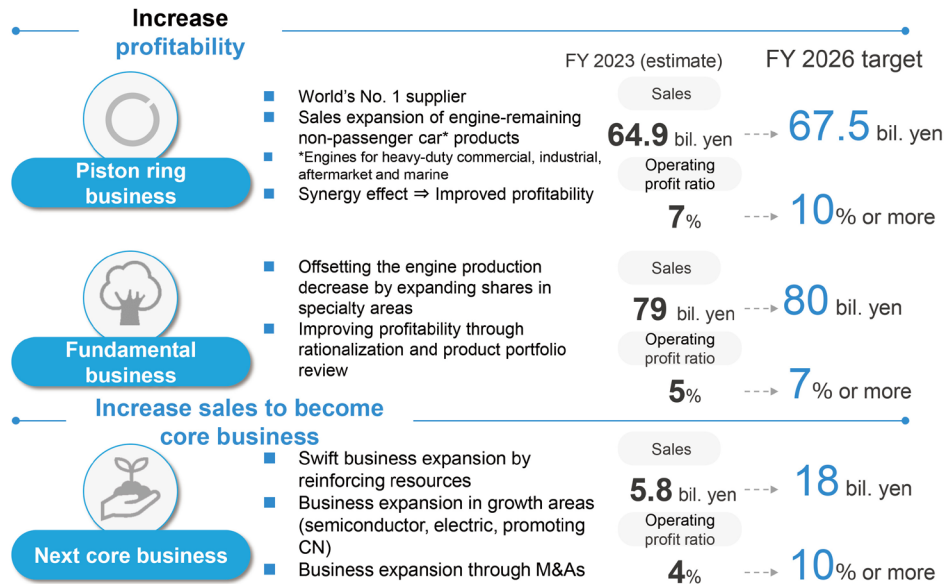 Increase
profitability
FY 2023 (estimate)
FY 2026 target
Piston ring
business
■ World's No. 1 supplier
■ Sales expansion of engine-remaining
non-passenger car* products
■ *Engines for heavy-duty commercial, industrial,
aftermarket and marine
■ Synergy effect ⇒ Improved profitability
Sales
64.9 bil. yen
67.5 bil. yen
Operating
profit ratio
7%
10% or more
Fundamental
business
■ Offsetting the engine production
decrease by expanding shares in
specialty areas
■ Improving profitability through
rationalization and product portfolio
review
Sales
79 bil. yen
80 bil. yen
Operating
profit ratio
5%
7% or more
Increase sales to become
core business
Next core business
■ Swift business expansion by
reinforcing resources
■ Business expansion in growth areas
(semiconductor, electric, promoting
CN)
■ Business expansion through M&As
Sales
5.8 bil. yen
18 bil. yen
Operating
profit ratio
4%
10% or more